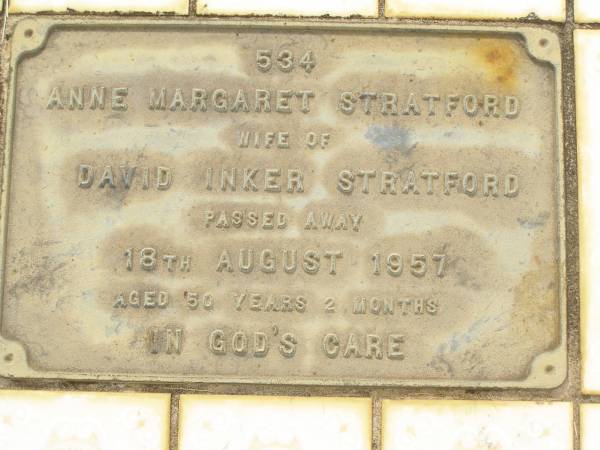 534
ANNE MARGARET STRATFORD
WIFE OF
DAVID INKER STRATFORD
PASSED AWAY
18TH AUGUST 1957
AGED 50 YEARS 2 MONTHS
IN GOD'S CARE